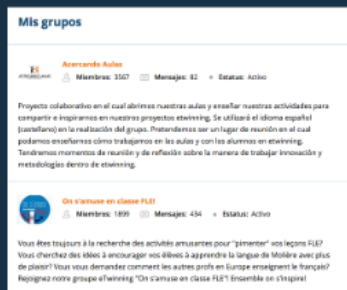 Mis grupos
Acercando Aulas
Miembros: 3567 Mensajes: 82 Estatus: Activo
Proyecto colaborativo en el cual abrimos nuestras aulas y enseñar nuestras actividades para
compartir e inspirarnos en nuestros proyectos etwinning. Se utilizará el idioma español
(castellano) en la realización del grupo. Pretendemos ser un lugar de reunión en el cual
podamos enseñarnos cómo trabajamos en las aulas y con los alumnos en etwinning.
Tendremos momentos de reunión y de reflexión sobre la manera de trabajar innovación y
metodologías dentro de etwinning.
On s'amuse en classe FLE!
Miembros: 1899 Mensajes: 494 Estatus: Activo
Vous êtes toujours à la recherche des activités amusantes pour "pimenter" vos leçons FLE?
Vous cherchez des idées à encourager vos élèves à apprendre la langue de Molière avec plus
de plaisir? Vous vous demandez comment les autres profs en Europe enseignent le français?
Rejoignez notre groupe eTwinning "On s'amuse en classe FLE"! Ensemble on s'inspire!